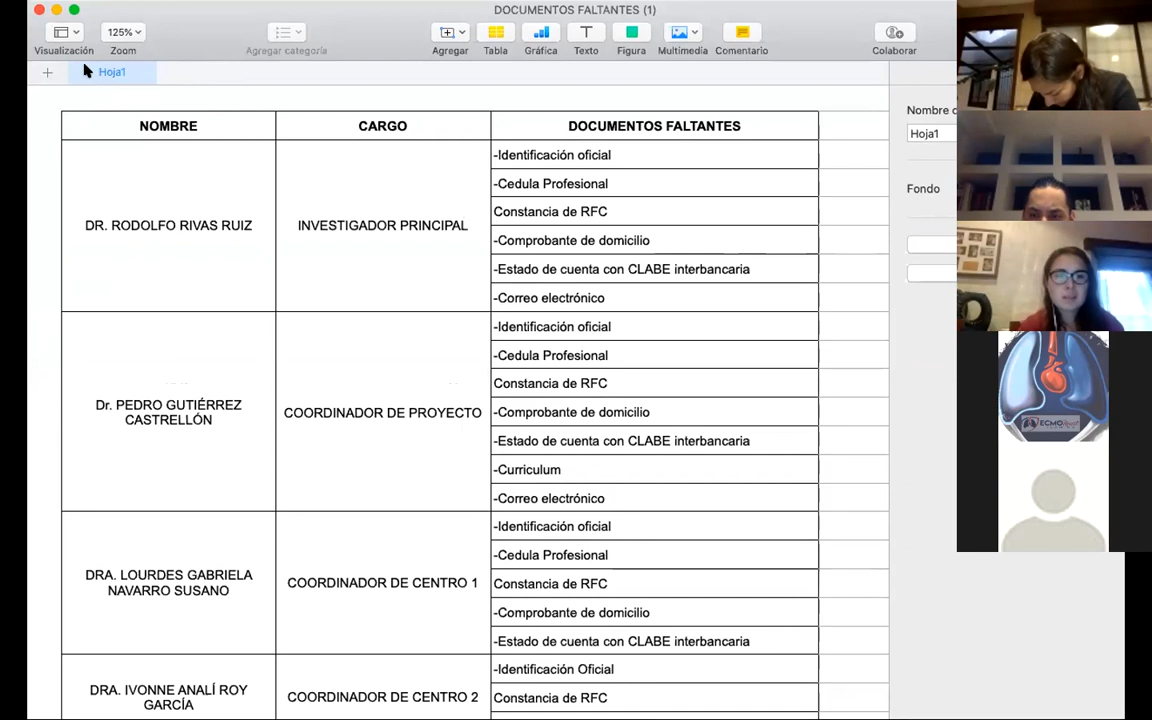 DOCUMENTOS FALTANTES (1)
125%
Visualización
Zoom
Agregar categoría
Agregar
Tabla
Gráfica
Texto
Figura
Multimedia
Comentario
Colaborar
Hoja1
Nombre
Hoja1
Fondo
NOMBRE
CARGO
DOCUMENTOS FALTANTES
DR. RODOLFO RIVAS RUIZ
INVESTIGADOR PRINCIPAL
-Identificación oficial
-Cedula Profesional
Constancia de RFC
-Comprobante de domicilio
-Estado de cuenta con CLABE interbancaria
-Correo electrónico
Dr. PEDRO GUTIÉRREZ
CASTRELLÓN
COORDINADOR DE PROYECTO
-Identificación oficial
-Cedula Profesional
Constancia de RFC
-Comprobante de domicilio
-Estado de cuenta con CLABE interbancaria
-Curriculum
-Correo electrónico
DRA. LOURDES GABRIELA
NAVARRO SUSANO
COORDINADOR DE CENTRO 1
-Identificación oficial
-Cedula Profesional
Constancia de RFC
-Comprobante de domicilio
-Estado de cuenta con CLABE interbancaria
DRA. IVONNE ANALÍ ROY
GARCÍA
COORDINADOR DE CENTRO 2
-Identificación Oficial
Constancia de RFC
ECMO